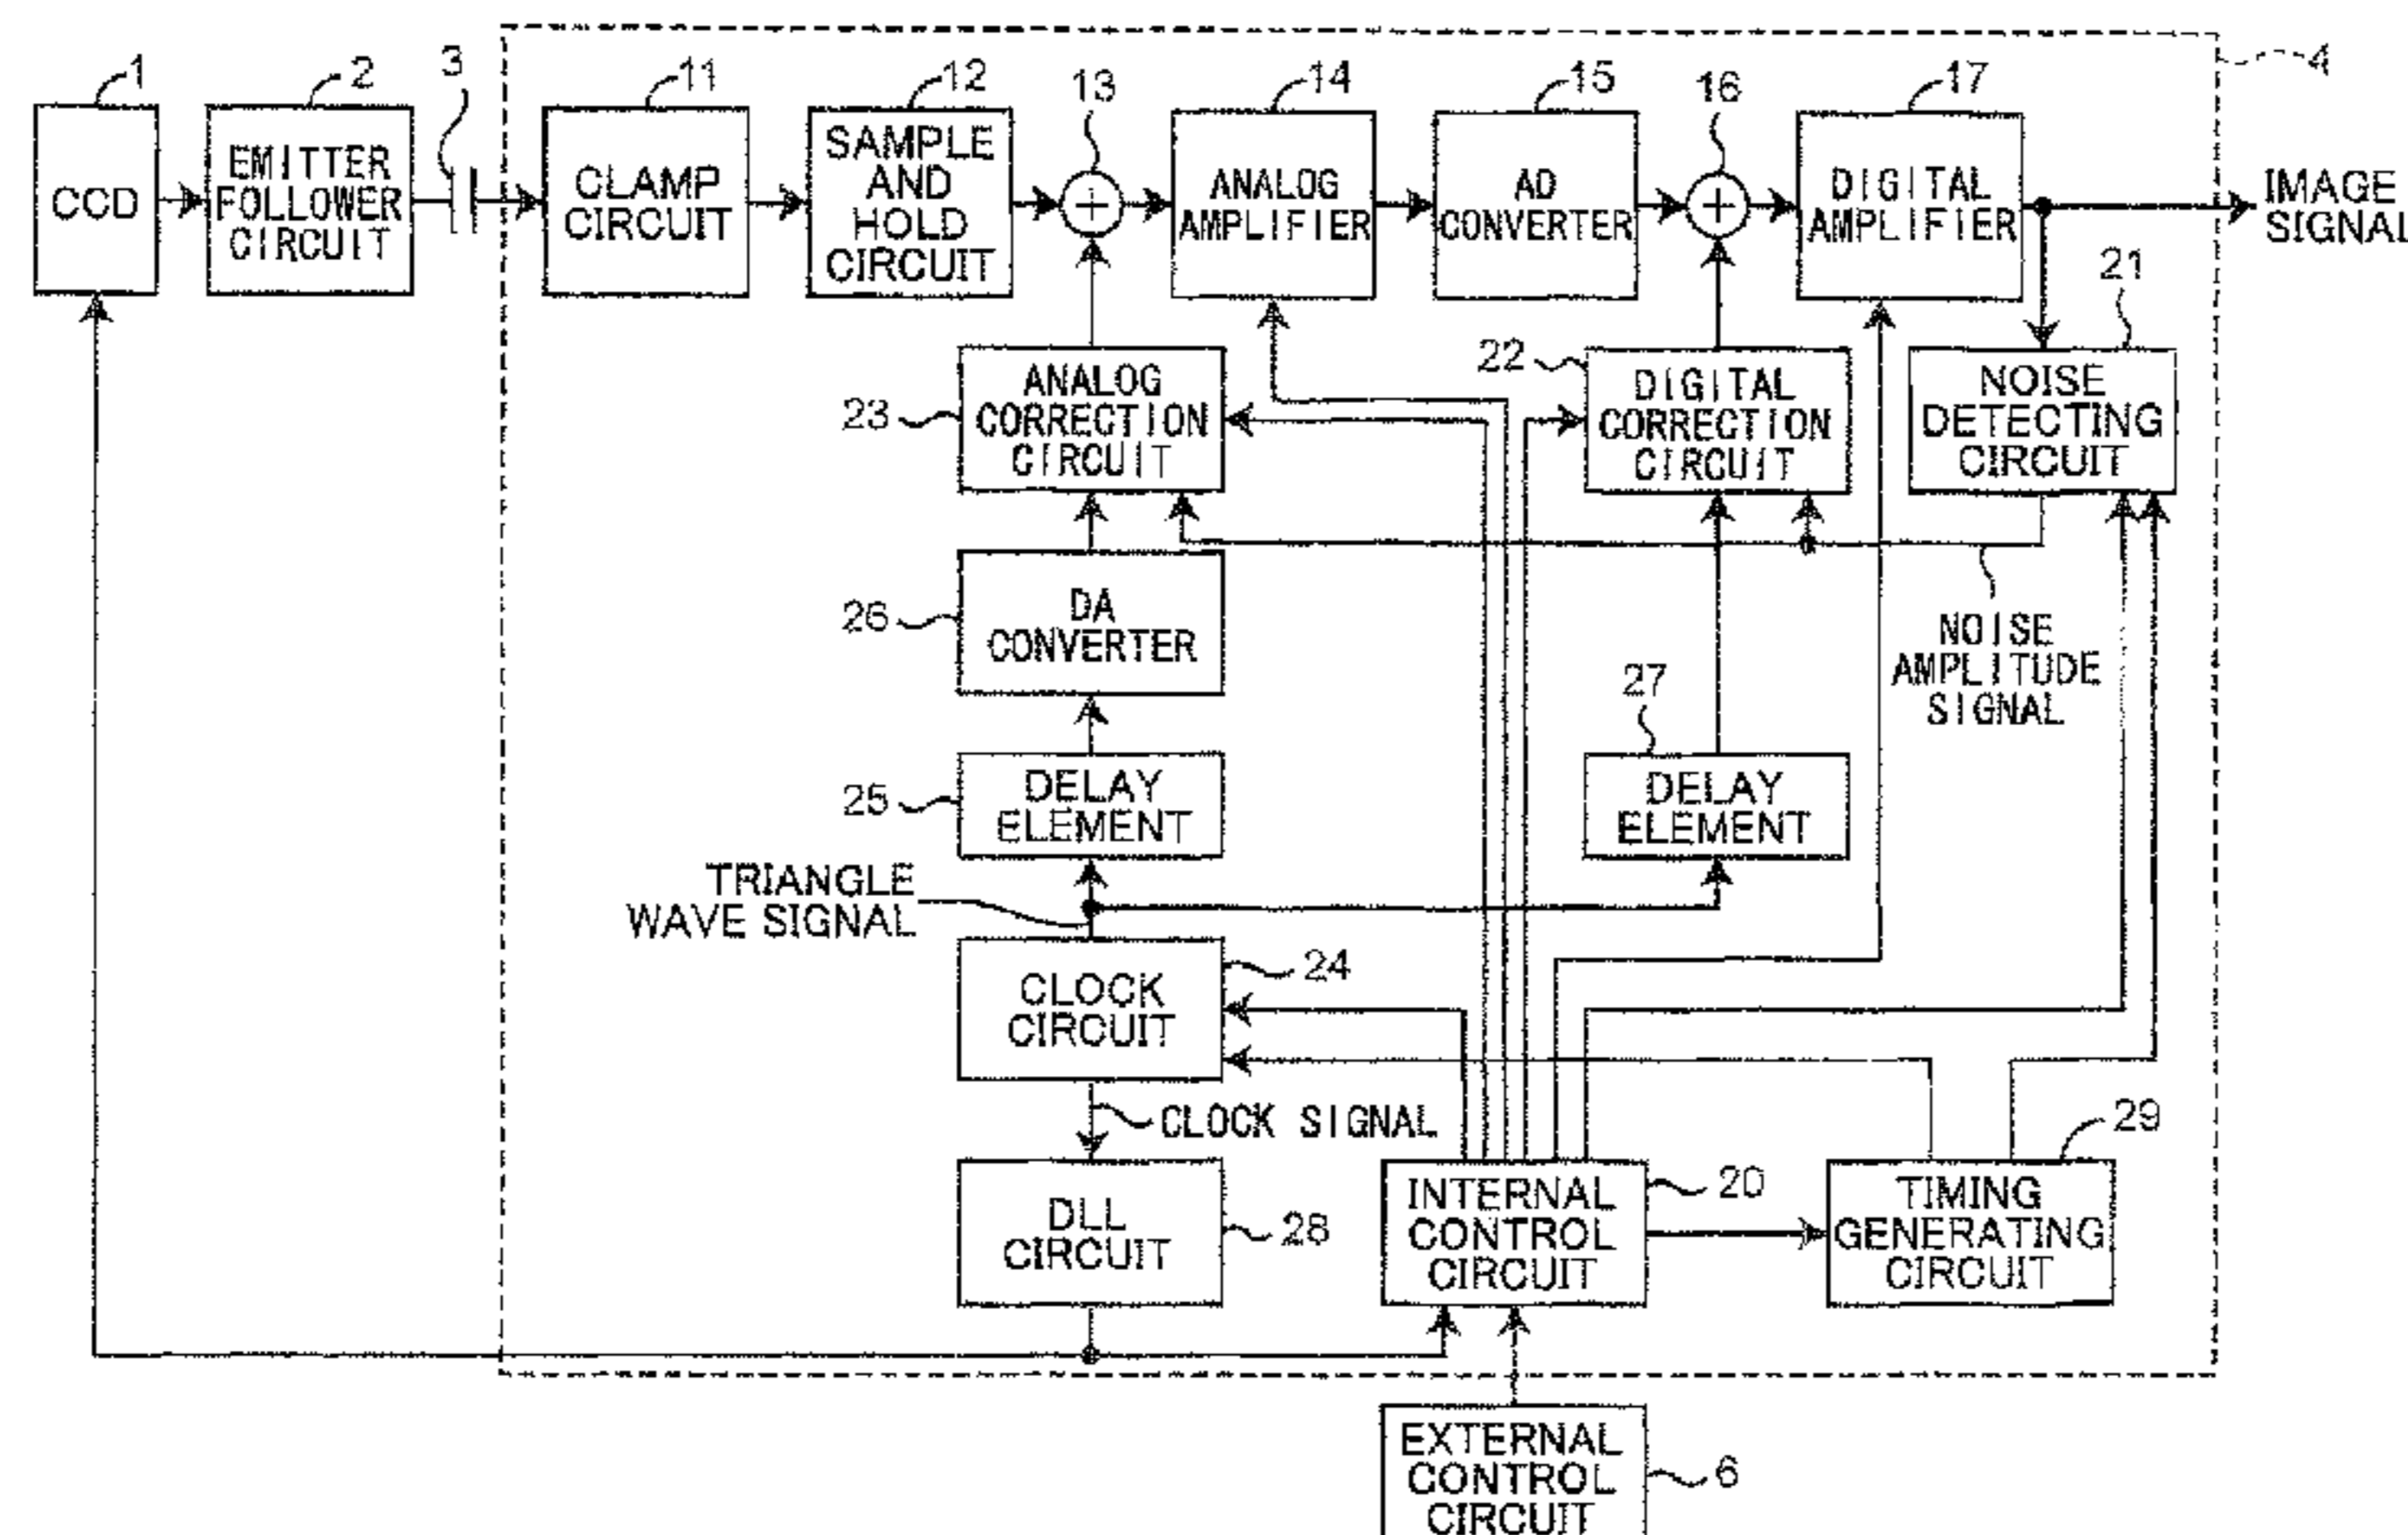 1
2
3
11
12
13
14
15
16
17
4
CCD
EMITTER
FOLLOWER
CIRCUIT
CLAMP
CIRCUIT
SAMPLE
AND
HOLD
CIRCUIT
ANALOG
AMPLIFIER
AD
CONVERTER
DIGITAL
AMPLIFIER
IMAGE
SIGNAL
21
22
23
ANALOG
CORRECTION
CIRCUIT
DIGITAL
CORRECTION
CIRCUIT
NOISE
DETECTING
CIRCUIT
26
DA
CONVERTER
NOISE
AMPLITUDE
SIGNAL
27
25
DELAY
ELEMENT
DELAY
ELEMENT
TRIANGLE
WAVE SIGNAL
24
CLOCK
CIRCUIT
CLOCK SIGNAL
29
DLL
CIRCUIT
28
INTERNAL
CONTROL
CIRCUIT
20
TIMING
GENERATING
CIRCUIT
EXTERNAL
CONTROL
CIRCUIT
6